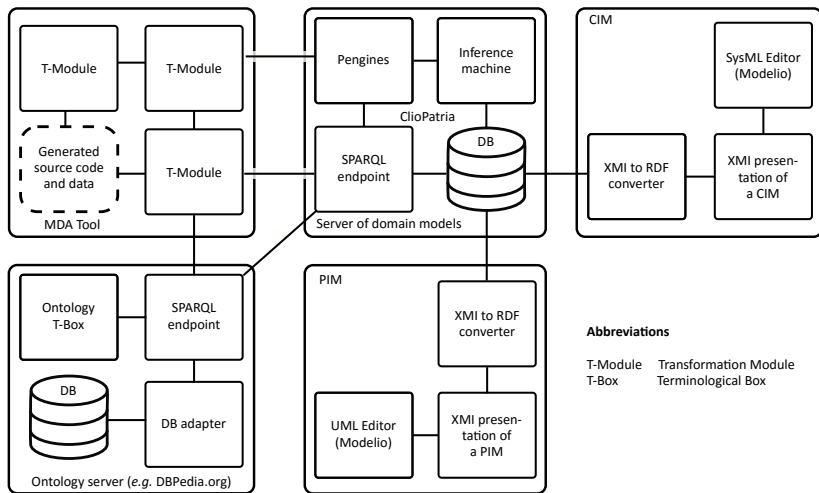 T-Module
T-Module
Generated
source code
and data
T-Module
MDA Tool
Pengines
Inference
machine
ClioPatria
SPARQL
endpoint
DB
Server of domain models
CIM
SysML Editor
(Modelio)
XMI to RDF
converter
XMI presen-
tation of
a CIM
Ontology
T-Box
SPARQL
endpoint
DB
DB adapter
Ontology server (e.g. DBPedia.org)
PIM
XMI to RDF
converter
UML Editor
(Modelio)
XMI presen-
tation of
a PIM
Abbreviations
T-Module Transformation Module
T-Box Terminological Box